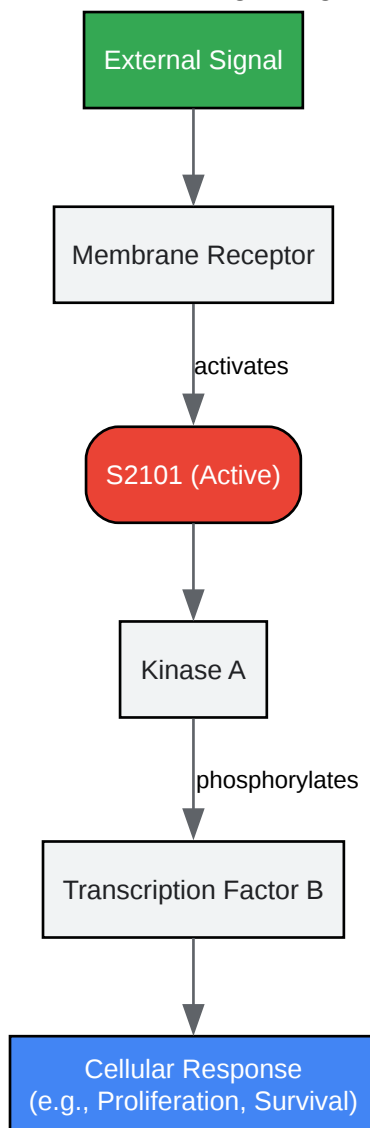 External Signal
Membrane Receptor
activates
S2101 (Active)
Kinase A
phosphorylates
Transcription Factor B
Cellular Response
(e.g., Proliferation, Survival)